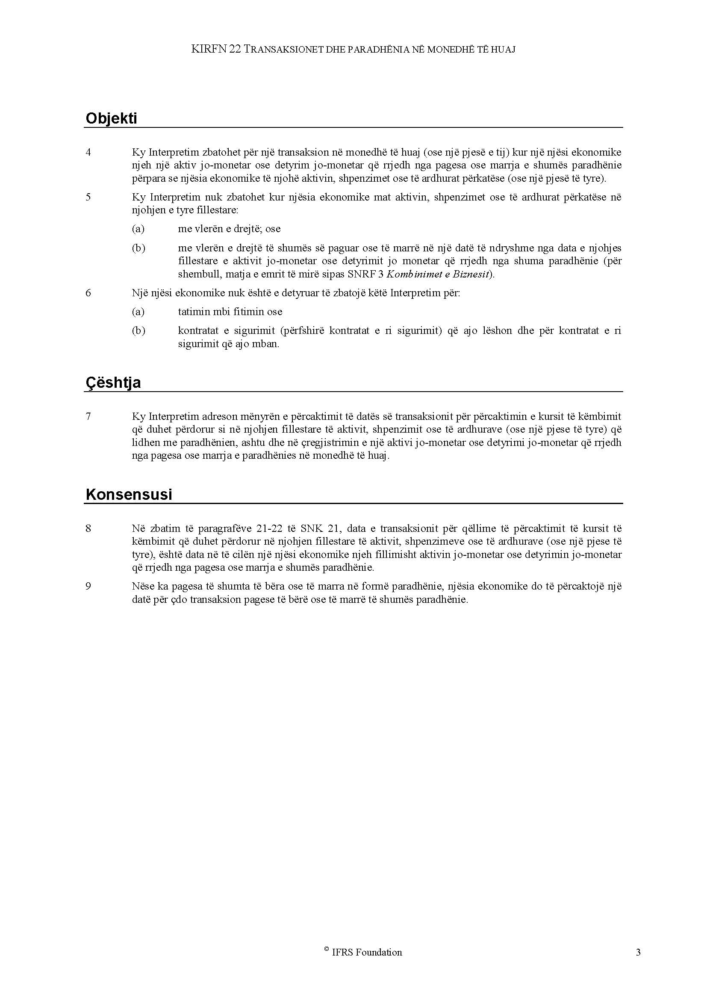 KIRFN 22 TRANSAKSIONET DHE PARADHËNIA NË MONEDHË TË HUAJ
Objekti
4 Ky Interpretim zbatohet për një transaksion në monedhë të huaj (ose një pjesë e tij) kur një njësi ekonomike
njeh një aktiv jo-monetar ose detyrim jo-monetar që rrjedh nga pagesa ose marrja e shumës paradhënie
përpara se njësia ekonomike të njohë aktivin, shpenzimet ose të ardhurat përkatëse (ose një pjesë të tyre).
5 Ky Interpretim nuk zbatohet kur njësia ekonomike mat aktivin, shpenzimet ose të ardhurat përkatëse në
njohjen e tyre fillestare:
(a) me vlerën e drejtë; ose
(b) me vlerën e drejtë të shumës së paguar ose të marrë në një datë të ndryshme nga data e njohjes
fillestare e aktivit jo-monetar ose detyrimit jo monetar që rrjedh nga shuma paradhënie (për
shembull, matja e emrit të mirë sipas SNRF 3 Kombinimet e Biznesit).
6 Një njësi ekonomike nuk është e detyruar të zbatojë këtë Interpretim për:
(a) tatimin mbi fitimin ose
(b) kontratat e sigurimit (përfshirë kontratat e ri sigurimit) që ajo lëshon dhe për kontratat e ri
sigurimit që ajo mban.
Çështja
7 Ky Interpretim adreson mënyrën e përcaktimit të datës së transaksionit për përcaktimin e kursit të këmbimit
që duhet përdorur si në njohjen fillestare të aktivit, shpenzimit ose të ardhurave (ose një pjese të tyre) që
lidhen me paradhënien, ashtu dhe në çregjistrimin e një aktivi jo-monetar ose detyrimi jo-monetar që rrjedh
nga pagesa ose marrja e paradhënies në monedhë të huaj.
Konsensusi
8 Në zbatim të paragrafëve 21-22 të SNK 21, data e transaksionit për qëllime të përcaktimit të kursit të
këmbimit që duhet përdorur në njohjen fillestare të aktivit, shpenzimeve ose të ardhurave (ose një pjese të
tyre), është data në të cilën një njësi ekonomike njeh fillimisht aktivin jo-monetar ose detyrimin jo-monetar
që rrjedh nga pagesa ose marrja e shumës paradhënie.
9 Nëse ka pagesa të shumta të bëra ose të marra në formë paradhënie, njësia ekonomike do të përcaktojë një
datë për çdo transaksion pagese të bërë ose të marrë të shumës paradhënie.
© IFRS Foundation 3